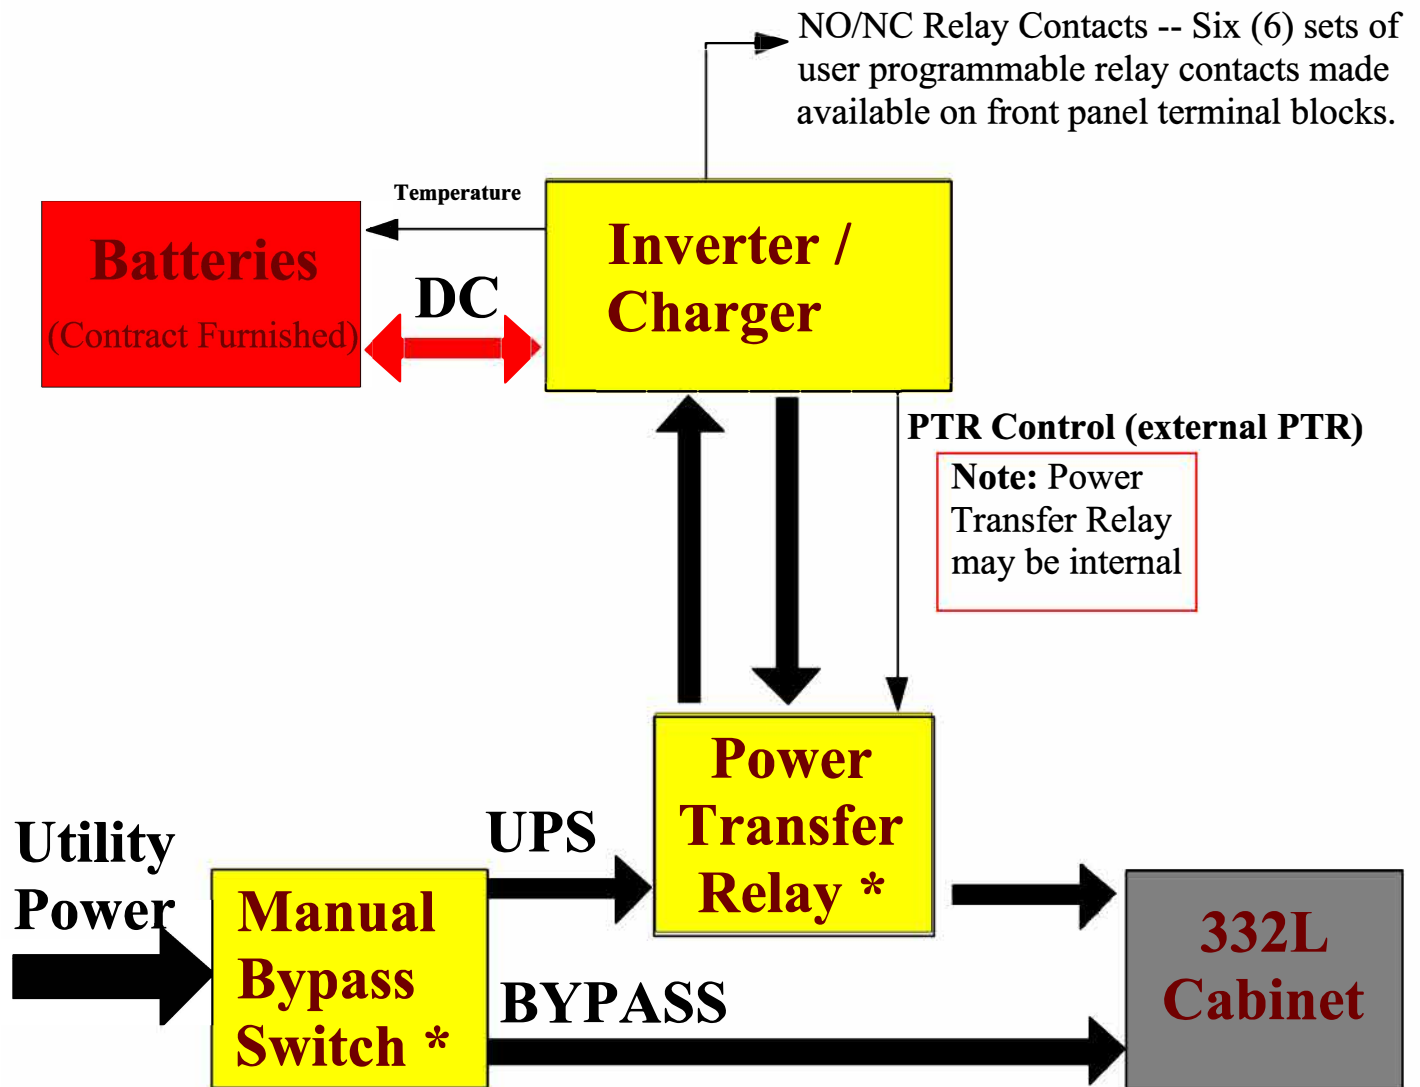 NO/NC Relay Contacts -- Six (6) sets of
user programmable relay contacts made
available on front panel terminal blocks.
Temperature
Batteries
(Contract Furnished)
DC
Inverter /
Charger
PTR Control (external PTR)
Note: Power
Transfer Relay
may be internal
Power
Transfer
Relay *
UPS
Utility
Power
Manual
Bypass
Switch *
BYPASS
332L
Cabinet